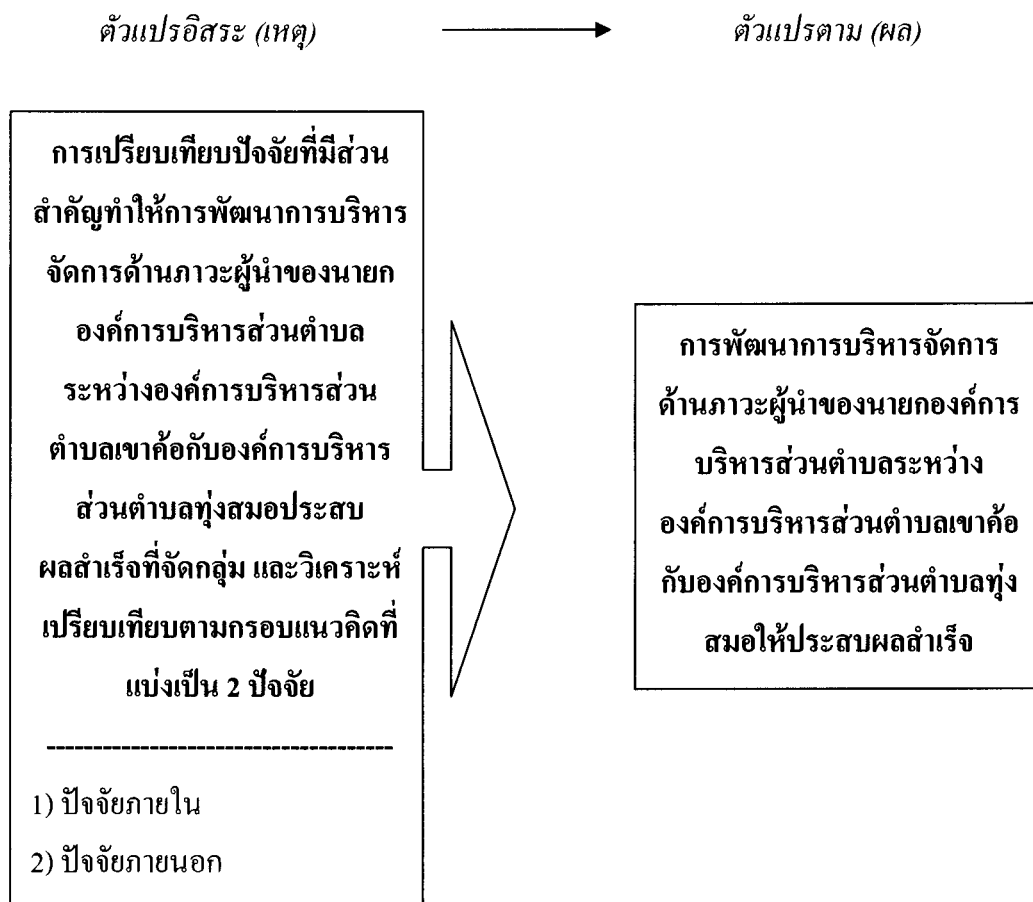 ตัวแปรอิสระ (เหตุ)
ตัวแปรตาม (ผล)
การเปรียบเทียบปัจจัยที่มีส่วน
สำคัญทำให้การพัฒนาการบริหาร
จัดการด้านภาวะผู้นำของนายก
องค์การบริหารส่วนตำบล
ระหว่างองค์การบริหารส่วน
ตำบลเขาค้อกับองค์การบริหาร
ส่วนตำบลทุ่งสมอประสบ
ผลสำเร็จที่จัดกลุ่ม และวิเคราะห์
เปรียบเทียบตามกรอบแนวคิดที่
แบ่งเป็น 2 ปัจจัย
-------------------------------------
1) ปัจจัยภายใน
2) ปัจจัยภายนอก
การพัฒนาการบริหารจัดการ
ด้านภาวะผู้นำของนายกองค์การ
บริหารส่วนตำบลระหว่าง
องค์การบริหารส่วนตำบลเขาค้อ
กับองค์การบริหารส่วนตำบลทุ่ง
สมอให้ประสบผลสำเร็จ